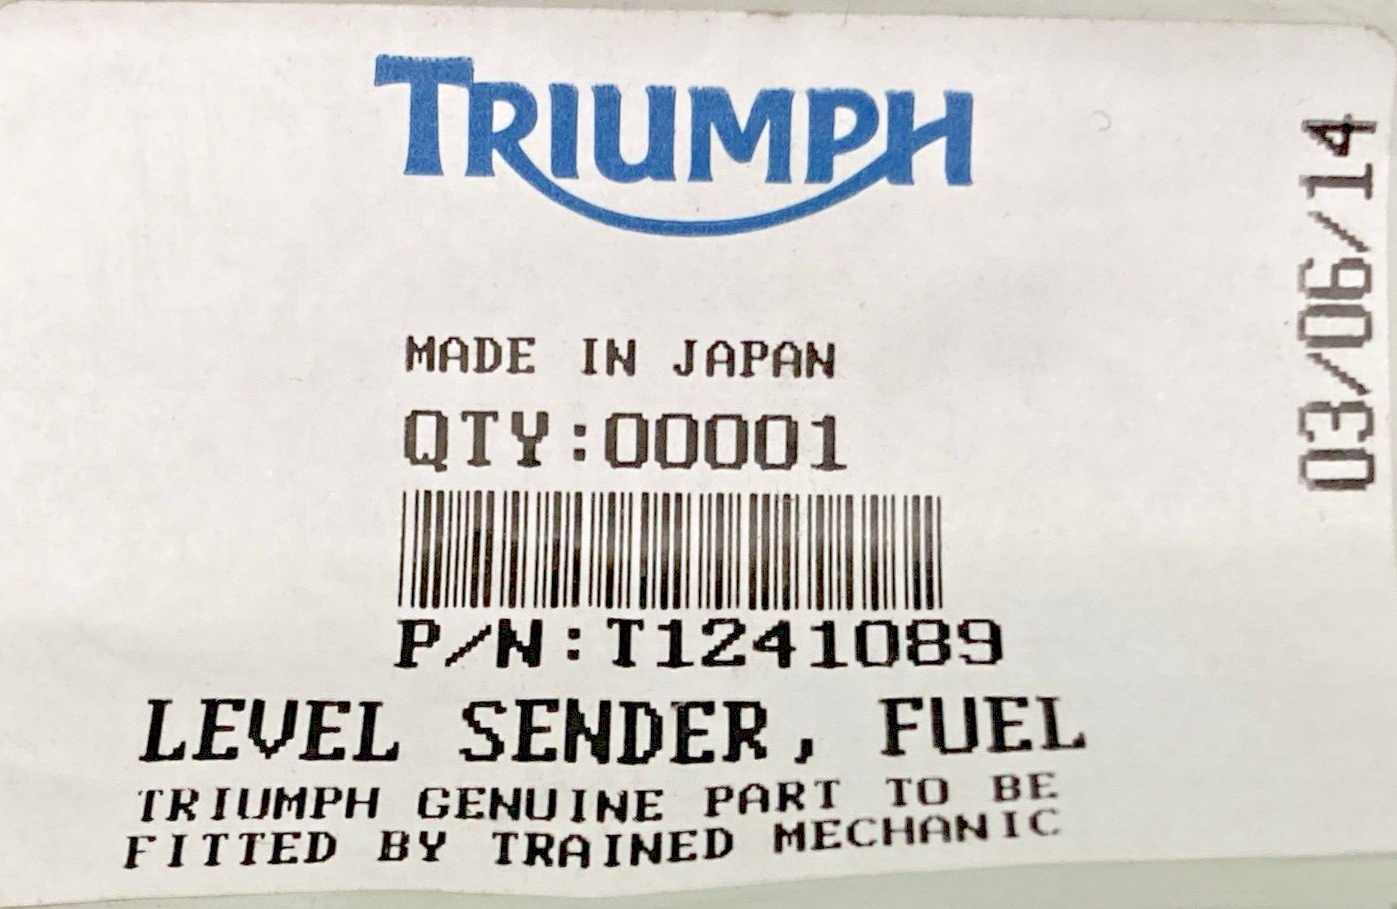 TRIUMPH
MADE IN JAPAN
QTY:00001
P/N:T1241089
LEVEL SENDER, FUEL
TRIUMPH GENUINE PART TO BE
FITTED BY TRAINED MECHANIC
03/06/14